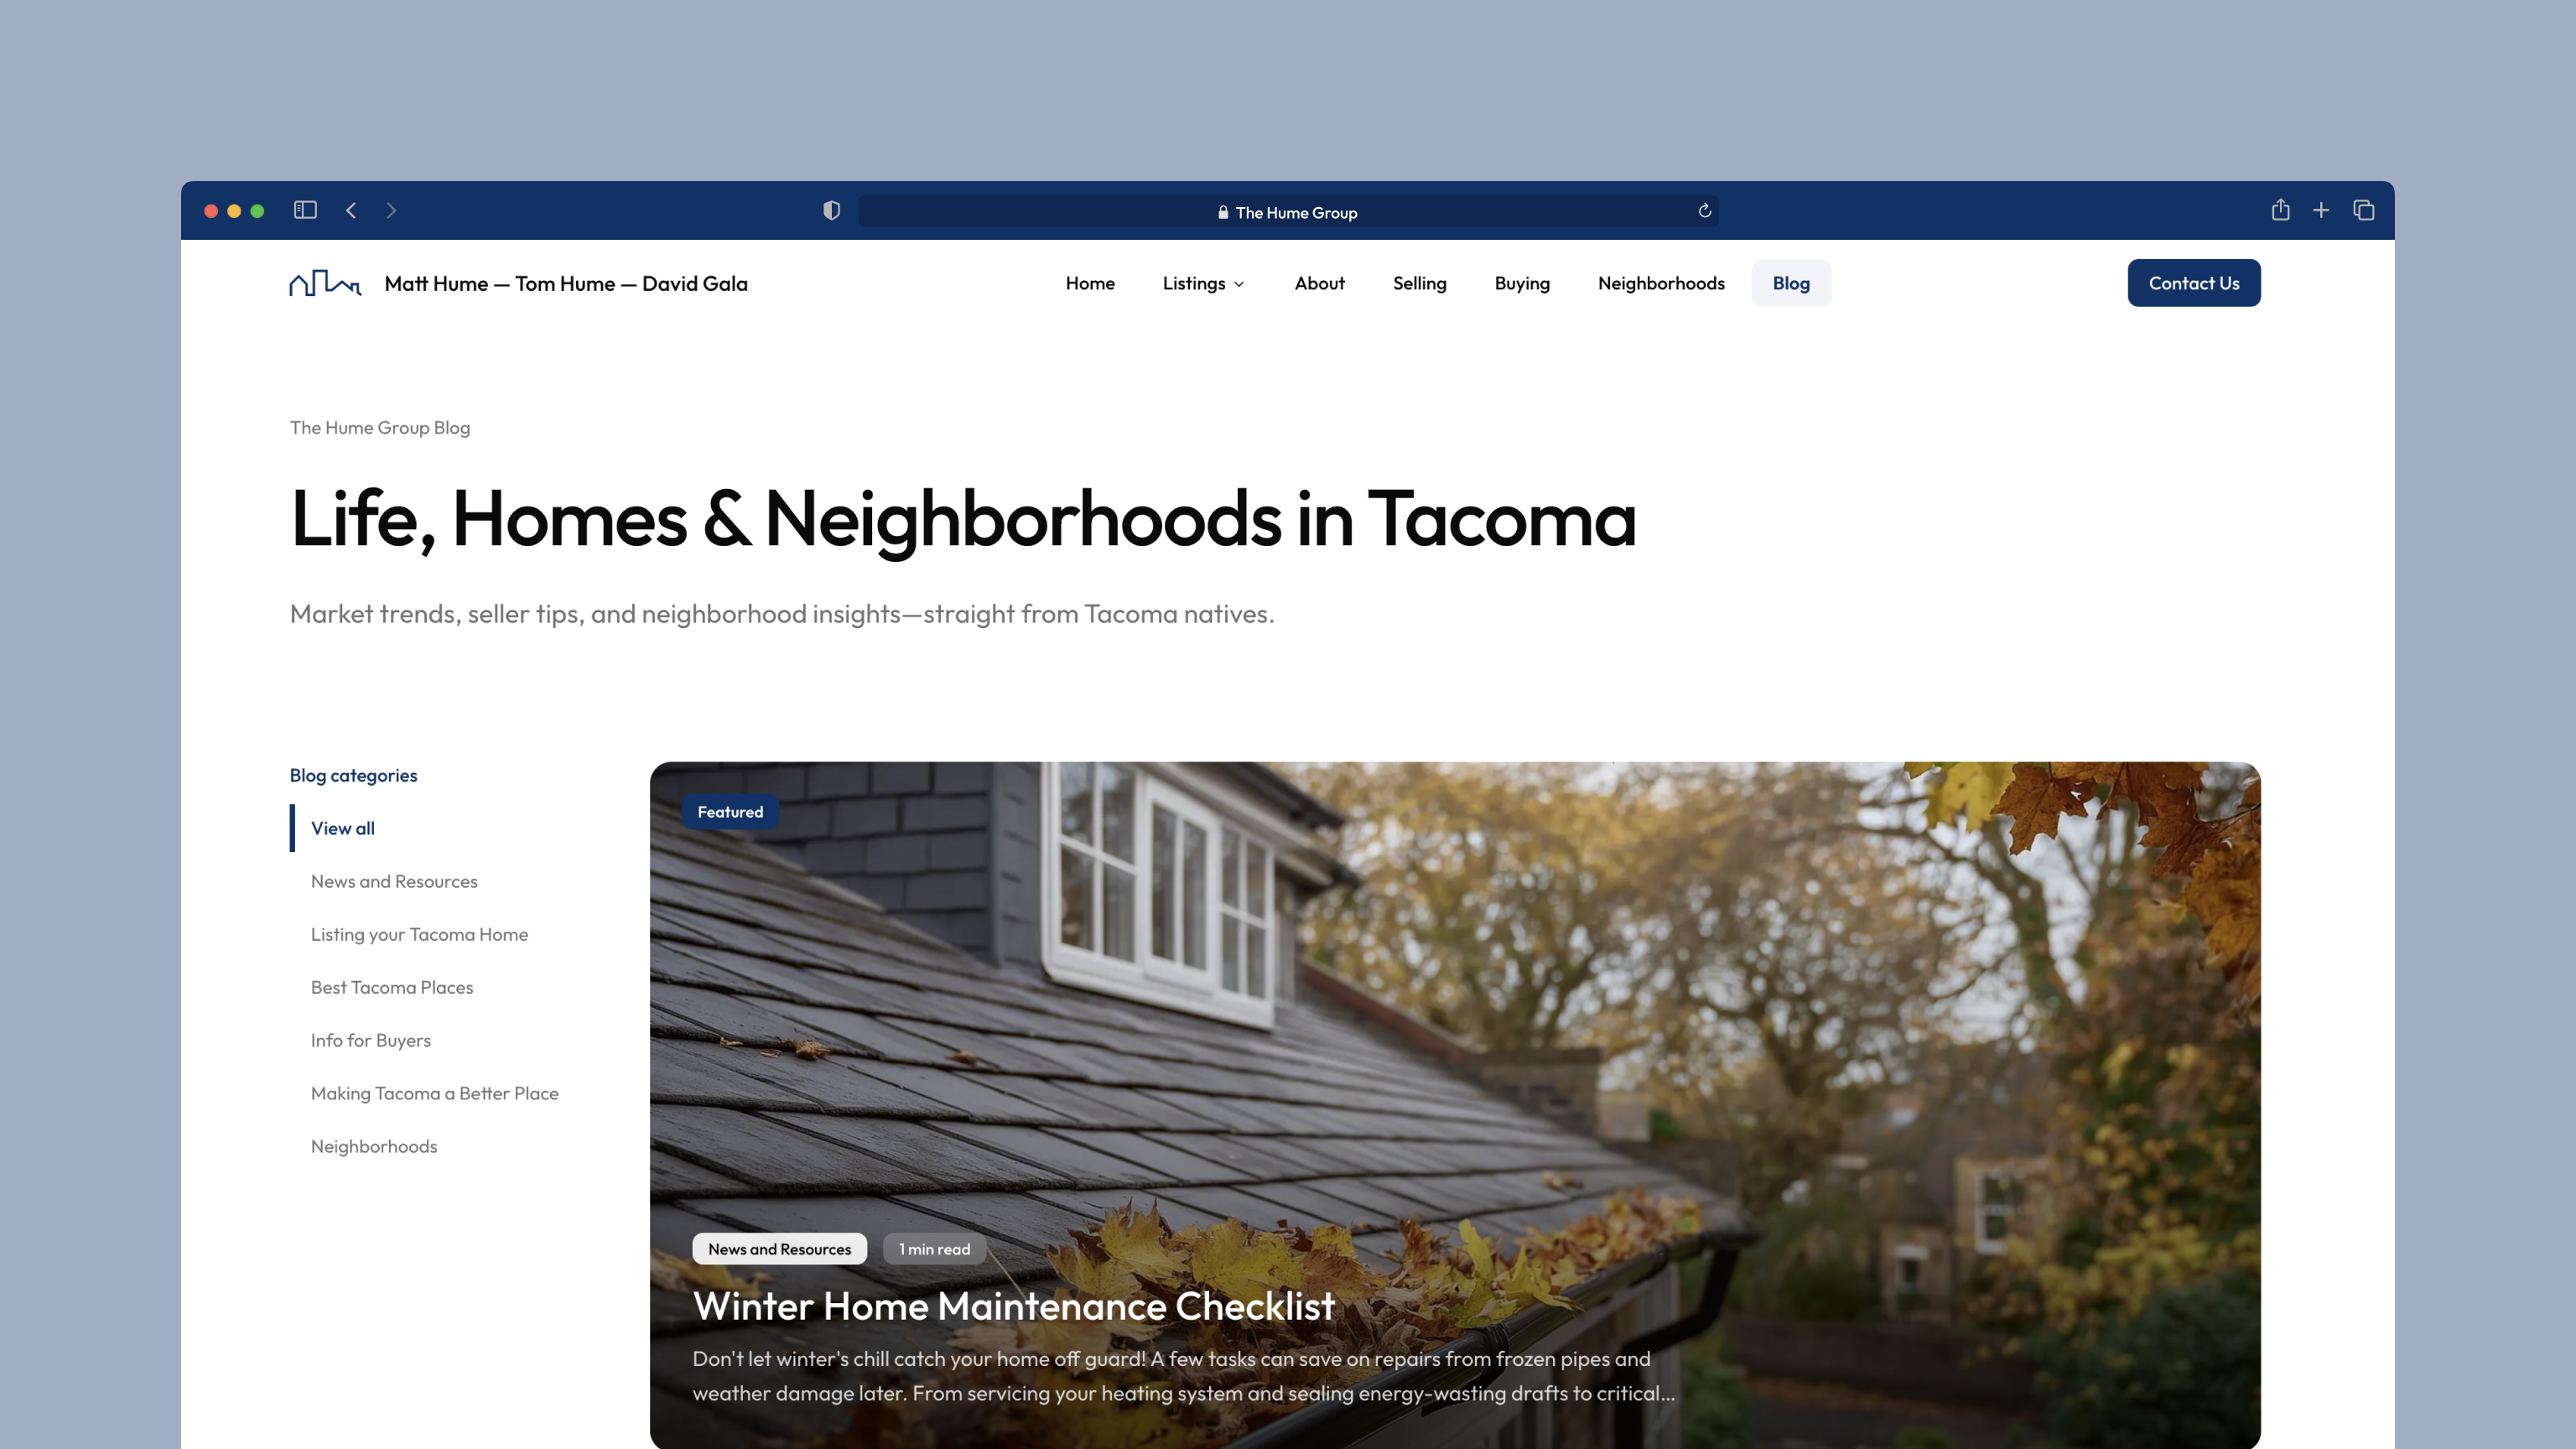 The Hume Group
Matt Hume — Tom Hume — David Gala
Home
Listings
About
Selling
Buying
Neighborhoods
Blog
Contact Us
The Hume Group Blog
Life, Homes & Neighborhoods in Tacoma
Market trends, seller tips, and neighborhood insights—straight from Tacoma natives.
Blog categories
View all
News and Resources
Listing your Tacoma Home
Best Tacoma Places
Info for Buyers
Making Tacoma a Better Place
Neighborhoods
Featured
News and Resources
1 min read
Winter Home Maintenance Checklist
Don't let winter's chill catch your home off guard! A few tasks can save on repairs from frozen pipes and
weather damage later. From servicing your heating system and sealing energy-wasting drafts to critical...